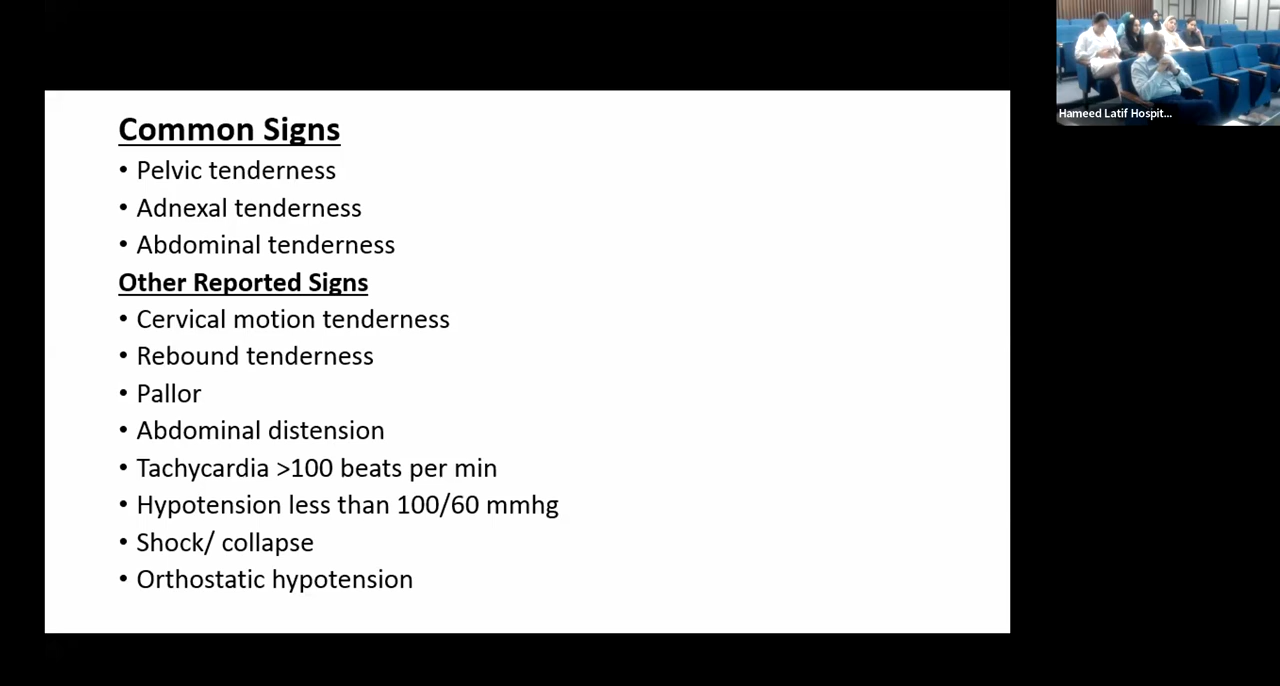 Common Signs
• Pelvic tenderness
• Adnexal tenderness
• Abdominal tenderness
Other Reported Signs
• Cervical motion tenderness
• Rebound tenderness
• Pallor
• Abdominal distension
• Tachycardia >100 beats per min
• Hypotension less than 100/60 mmhg
• Shock/ collapse
• Orthostatic hypotension
Hameed Latif Hospit...